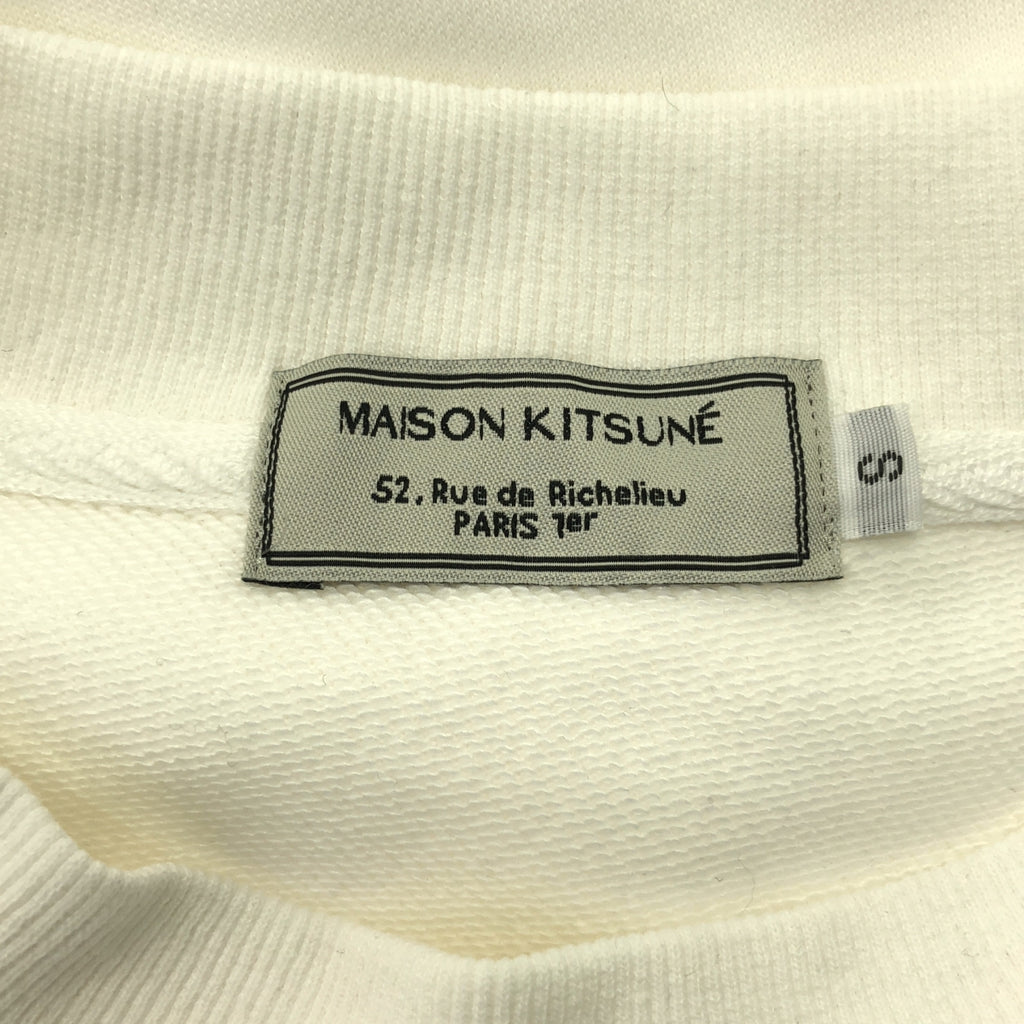 MAISON KITSUNÉ
52, Rue de Richelieu
PARIS 1er
S